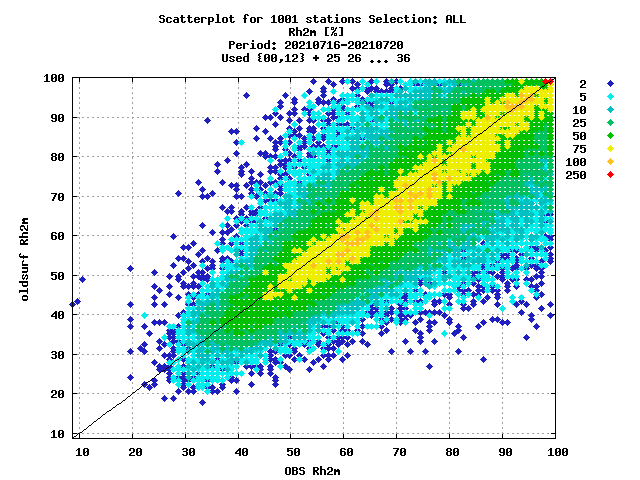 Scatterplot for 1001 stations Selection: ALL
Rh2m [%]
Period: 20210716-20210720
Used {00,12} + 25 26 ... 36
100
90
80
70
60
50
40
30
20
10
oldsurf Rh2m
10 20 30 40 50 60 70 80 90 100
OBS Rh2m
2
5
10
25
50
75
100
250